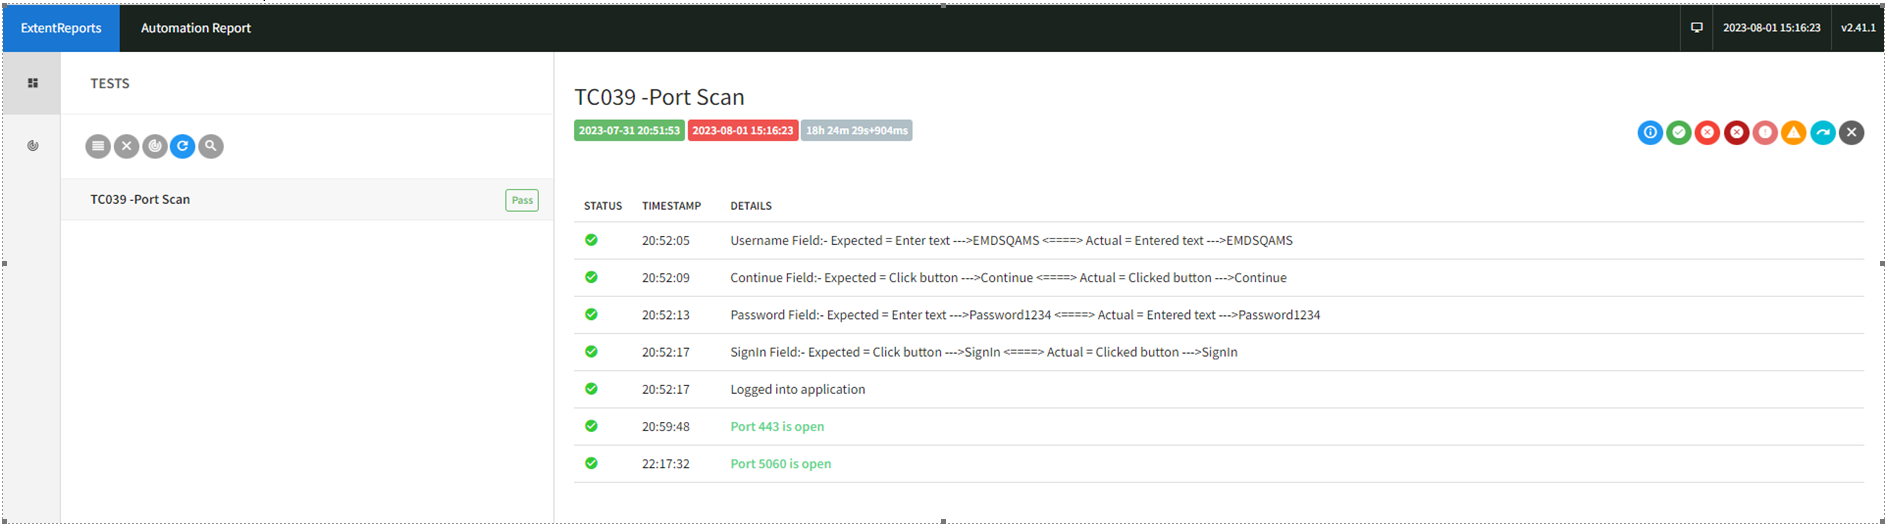 ExtentReports Automation Report 2023-08-01 15:16:23 v2.41.1
TESTS
TC039 -Port Scan Pass
TC039 -Port Scan
2023-07-31 20:51:53 2023-08-01 15:16:23 18h 24m 29s+904ms
STATUS TIMESTAMP DETAILS
20:52:05 Username Field:- Expected = Enter text --->EMDSQAMS <====> Actual = Entered text --->EMDSQAMS
20:52:09 Continue Field:- Expected = Click button --->Continue <====> Actual = Clicked button --->Continue
20:52:13 Password Field:- Expected = Enter text --->Password1234 <====> Actual = Entered text --->Password1234
20:52:17 SignIn Field:- Expected = Click button --->SignIn <====> Actual = Clicked button --->SignIn
20:52:17 Logged into application
20:59:48 Port 443 is open
22:17:32 Port 5060 is open